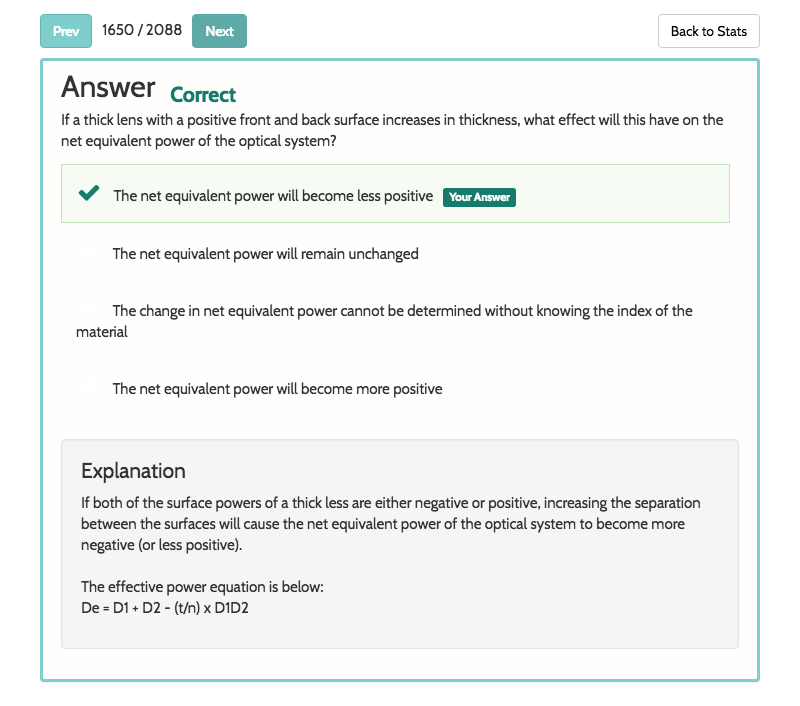 Prev 1650 / 2088 Next Back to Stats
Answer Correct
If a thick lens with a positive front and back surface increases in thickness, what effect will this have on the
net equivalent power of the optical system?
The net equivalent power will become less positive Your Answer
The net equivalent power will remain unchanged
The change in net equivalent power cannot be determined without knowing the index of the
material
The net equivalent power will become more positive
Explanation
If both of the surface powers of a thick less are either negative or positive, increasing the separation
between the surfaces will cause the net equivalent power of the optical system to become more
negative (or less positive).
The effective power equation is below:
De = D1 + D2 - (t/n) x D1D2